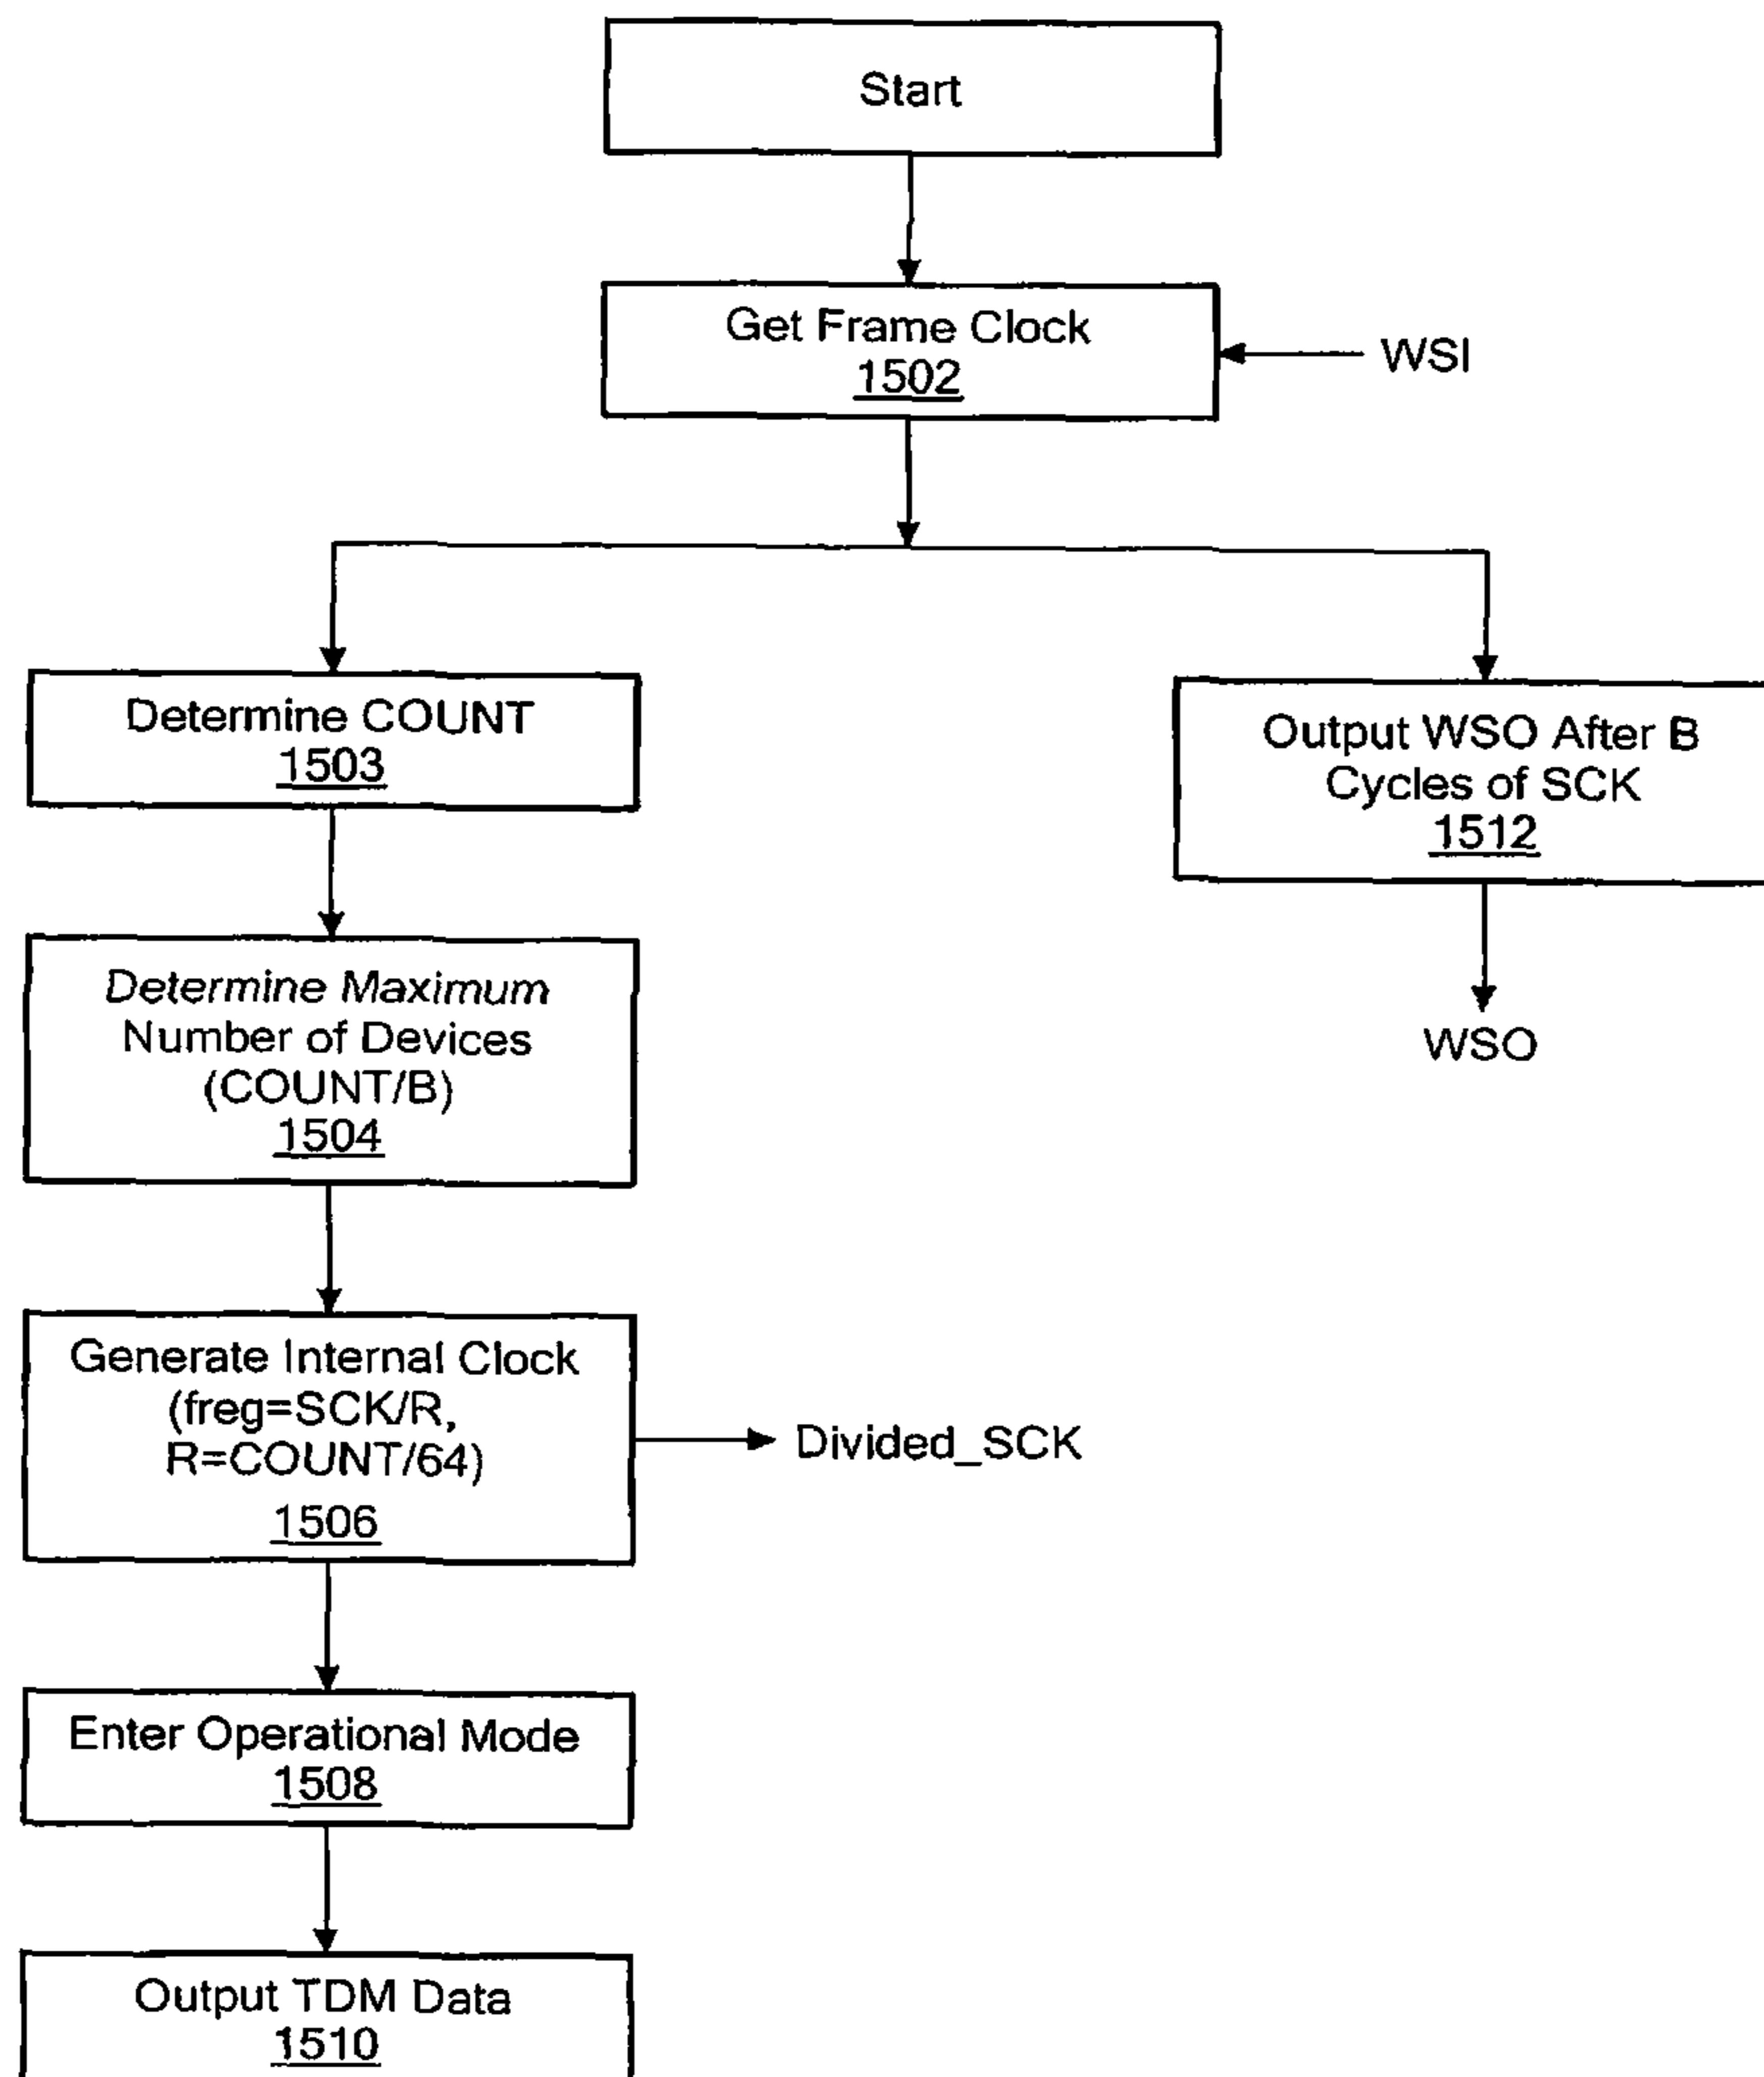 Start
Get Frame Clock
1502
WSI
Determine COUNT
1503
Output WSO After B
Cycles of SCK
1512
WSO
Determine Maximum
Number of Devices
(COUNT/B)
1504
Generate Internal Clock
(freg=SCK/R,
R=COUNT/64)
1506
Divided_SCK
Enter Operational Mode
1508
Output TDM Data
1510